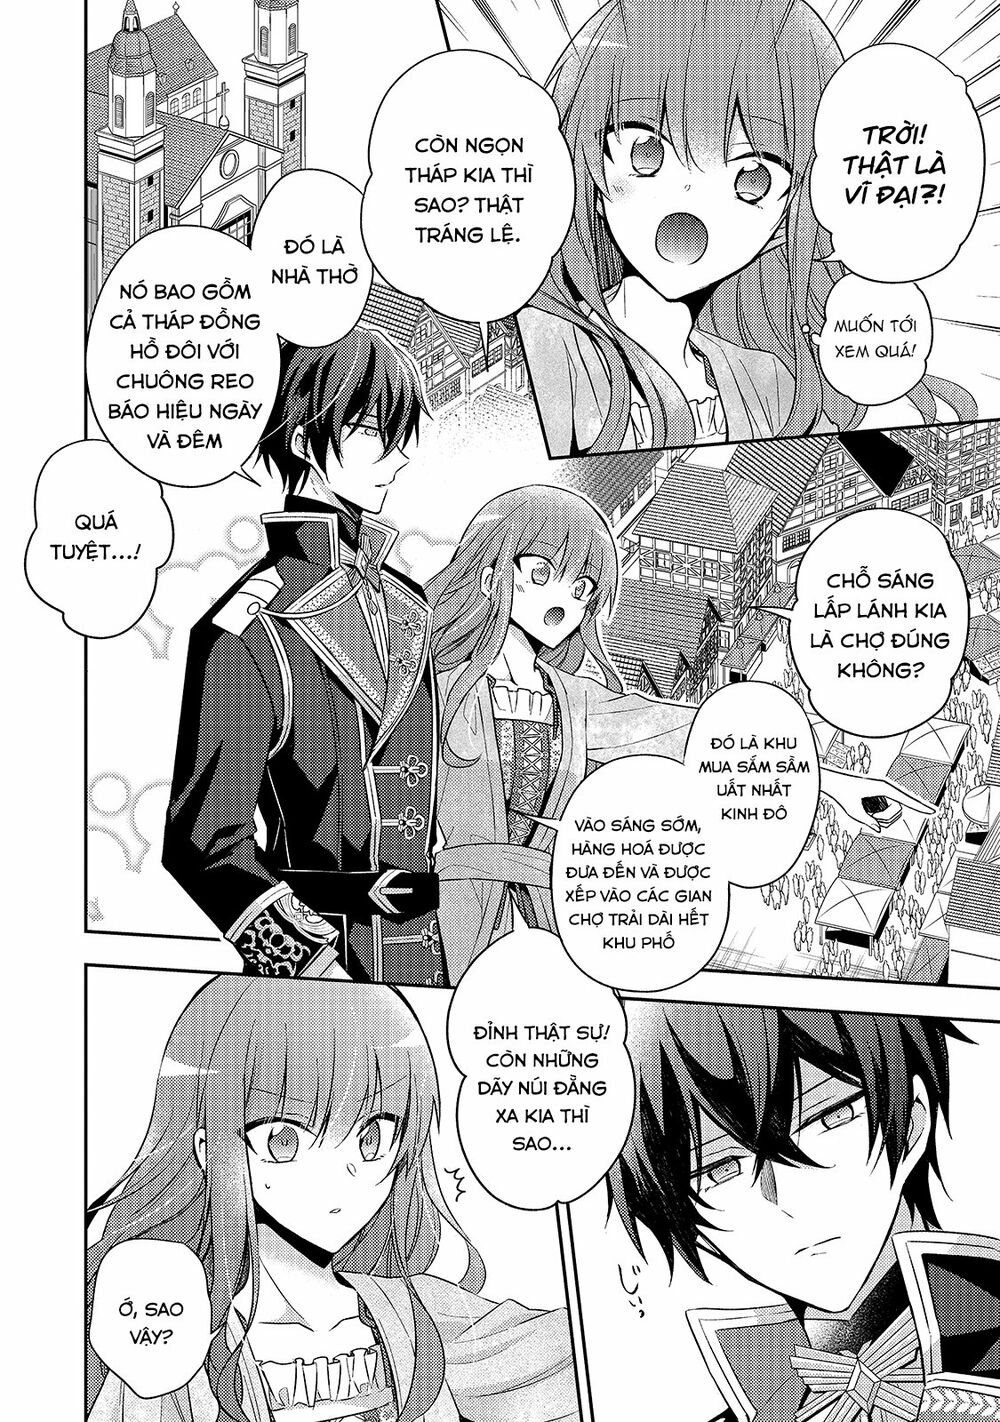 TRỜI!
THẬT LÀ
VĨ ĐẠI?!
MUỐN TỚI
XEM QUÁ!
CÒN NGỌN
THÁP KIA THÌ
SAO? THẬT
TRÁNG LỆ.
ĐÓ LÀ
NHÀ THỜ
NÓ BAO GỒM
CẢ THÁP ĐỒNG
HỒ ĐÔI VỚI
CHUÔNG REO
BÁO HIỆU NGÀY
VÀ ĐÊM
QUÁ
TUYỆT...!
CHỖ SÁNG
LẤP LÁNH KIA
LÀ CHỢ ĐÚNG
KHÔNG?
ĐÓ LÀ KHU
MUA SẮM SẦM
UẤT NHẤT
KINH ĐÔ
VÀO SÁNG SỚM,
HÀNG HOÁ ĐƯỢC
ĐƯA ĐẾN VÀ ĐƯỢC
XẾP VÀO CÁC GIAN
CHỢ TRẢI DÀI HẾT
KHU PHỐ
ĐỈNH THẬT SỰ!
CÒN NHỮNG
DÃY NÚI ĐẰNG
XA KIA THÌ
SAO...
じぃ
Ớ, SAO
VẬY?